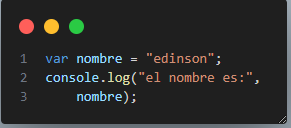 1 var nombre = "edinson";
2 console.log("el nombre es:",
3     nombre);